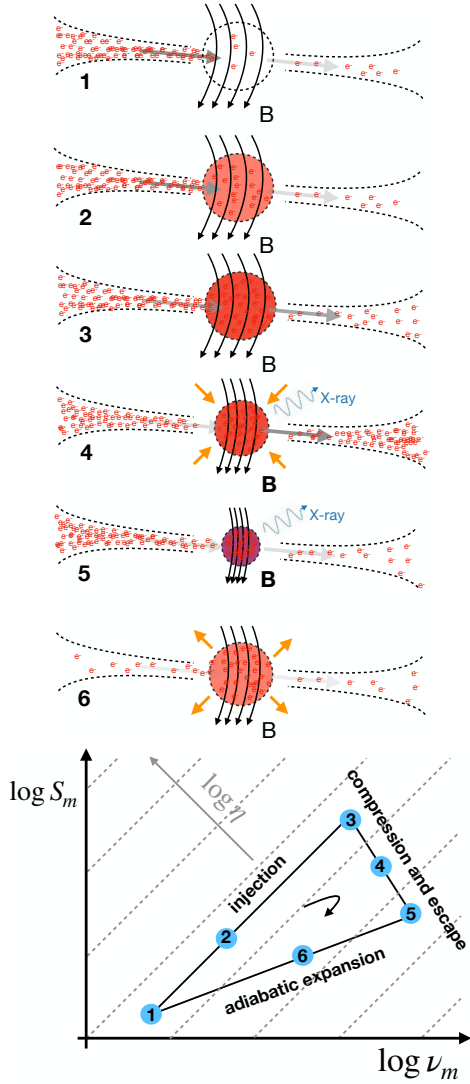 1
B
2
B
3
B
X-ray
4
B
X-ray
5
B
6
B
log S_m
log η
injection
compression and escape
adiabatic expansion
1
2
3
4
5
6
log ν_m